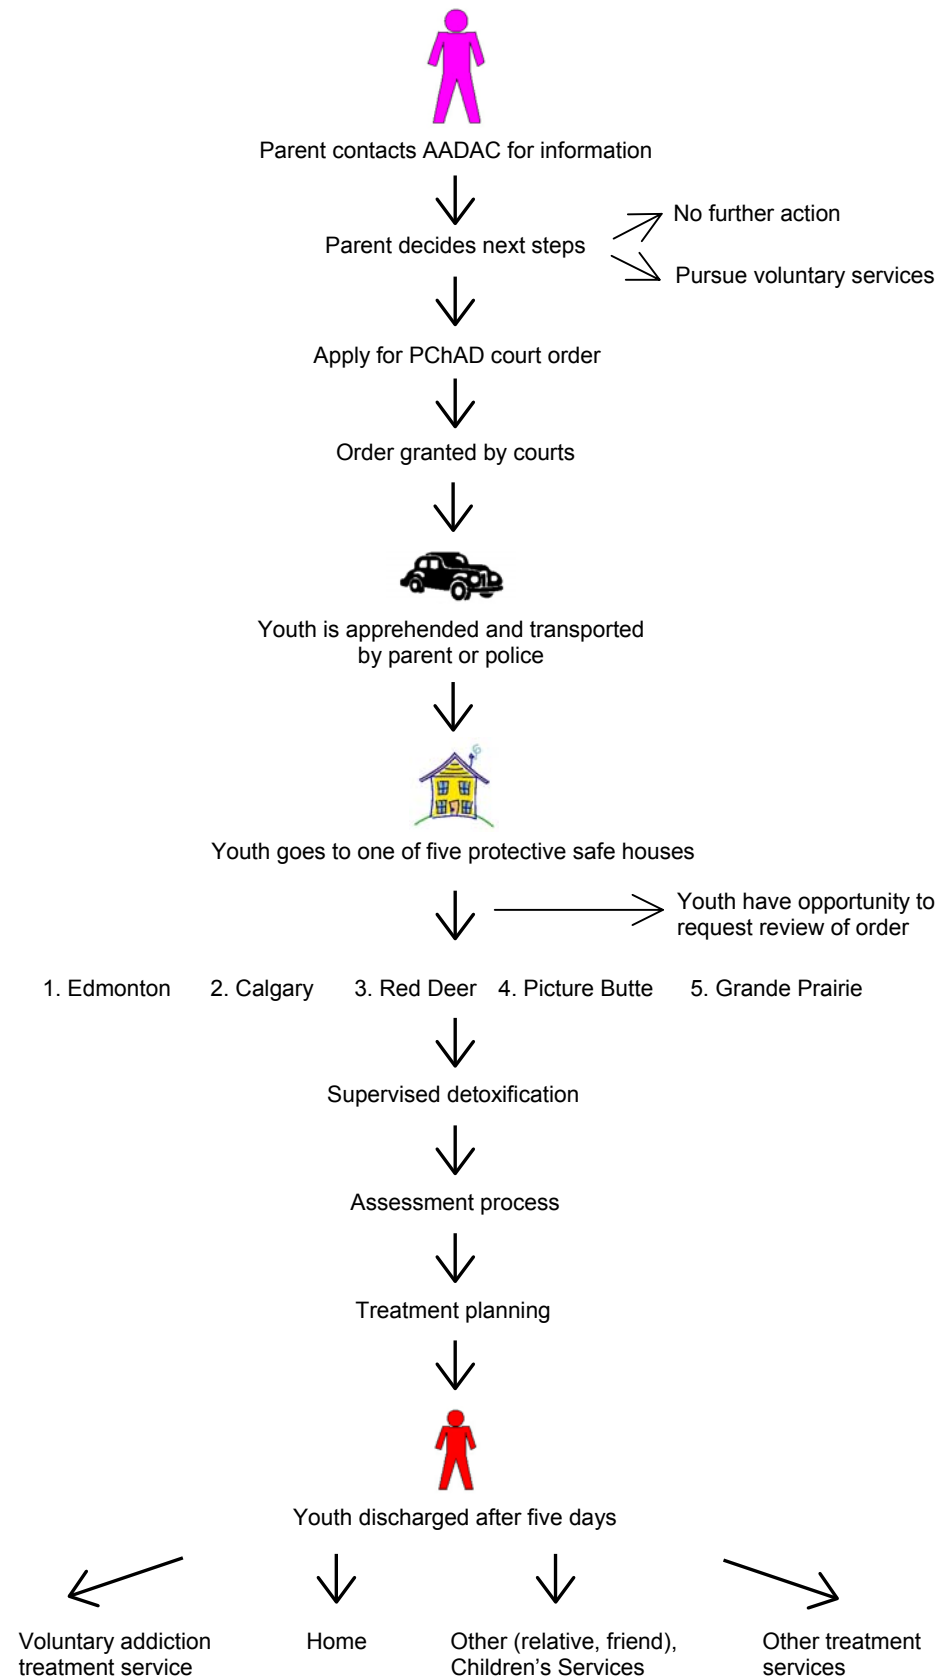 Parent contacts AADAC for information
No further action
Parent decides next steps
Pursue voluntary services
Apply for PChAD court order
Order granted by courts
Youth is apprehended and transported
by parent or police
Youth goes to one of five protective safe houses
Youth have opportunity to
request review of order
1. Edmonton 2. Calgary 3. Red Deer 4. Picture Butte 5. Grande Prairie
Supervised detoxification
Assessment process
Treatment planning
Youth discharged after five days
Voluntary addiction
treatment service
Home
Other (relative, friend),
Children's Services
Other treatment
services